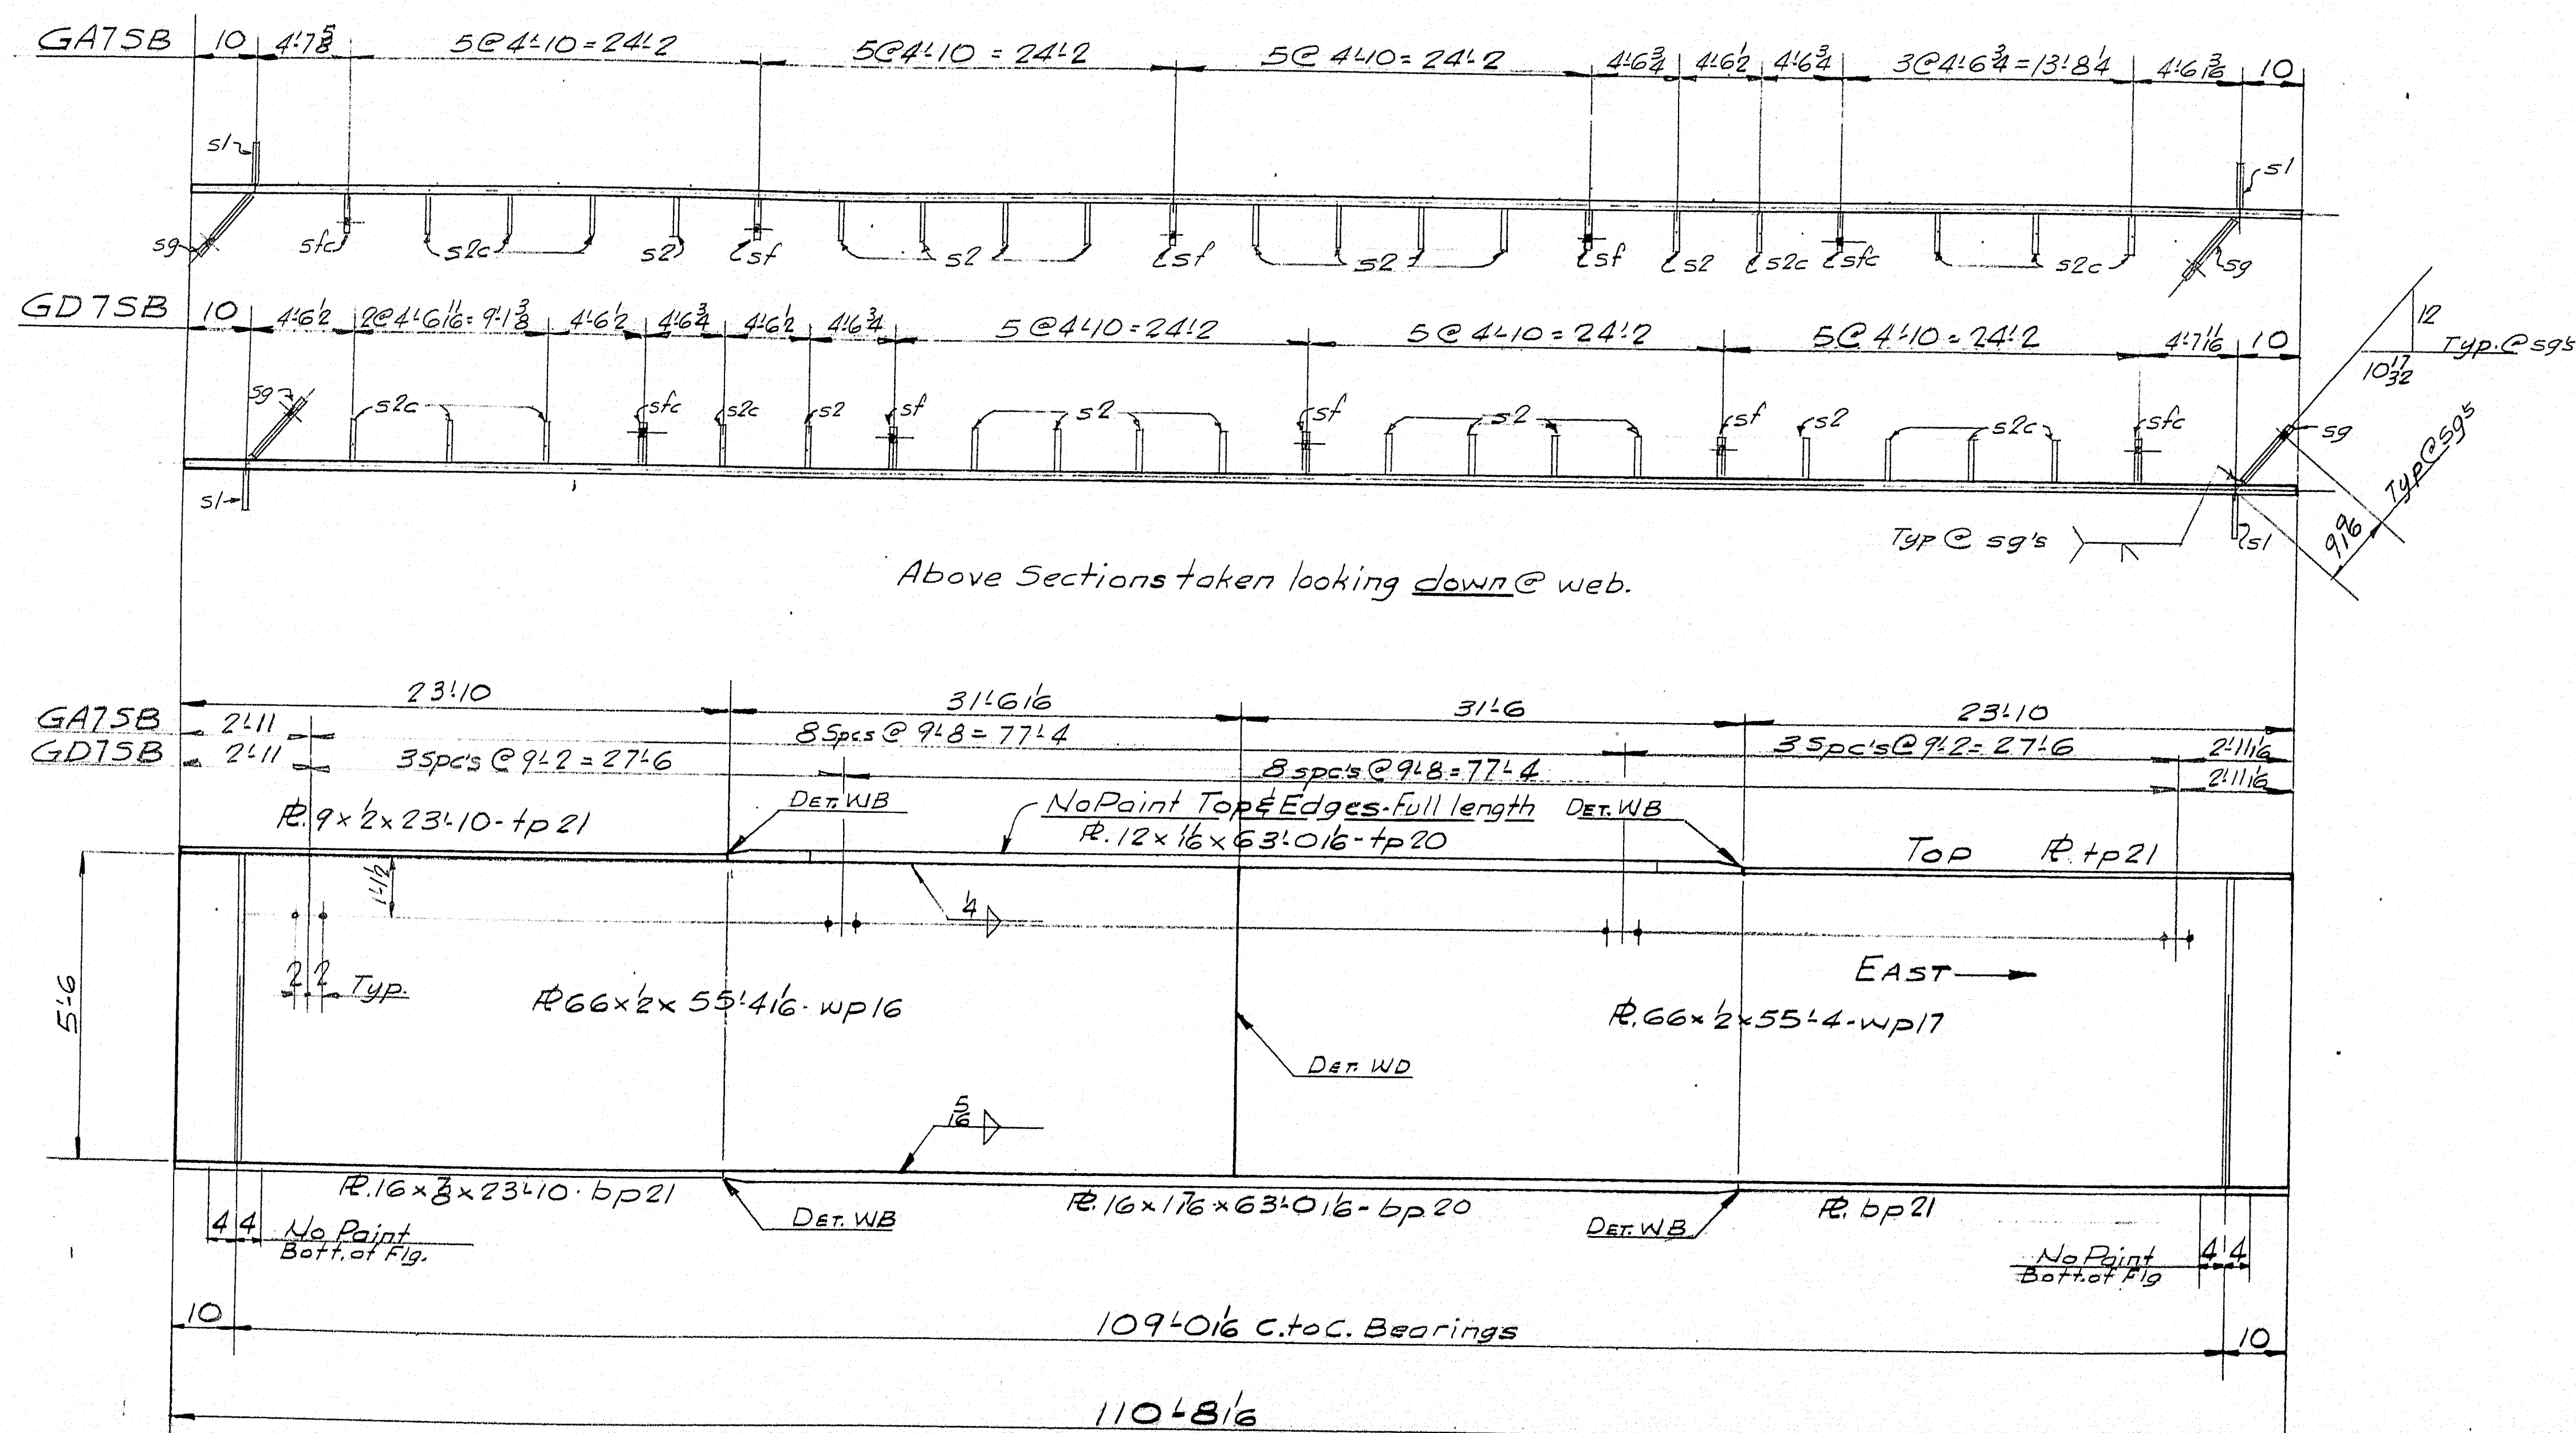 GA7SB 10 4'-7 5/8 5@4'-10=24'-2 5@4'-10 = 24'-2 5@ 4'-10= 24'-2 4'-6 3/4 4'-6 1/2 4'-6 3/4 3@4'-6 3/4=13'-8 1/4 4'-6 3/16 10
s1 s1
sg sfc s2c s2 sf s2 sf s2 sf s2 s2c sfc s2c sg
GD7SB 10 4'-6 1/2 2@4'-6 11/16=9'-1 3/8 4'-6 1/2 4'-6 3/4 4'-6 1/2 4'-6 3/4 5@4'-10=24'-2 5@ 4'-10=24'-2 5@ 4'-10=24'-2 4'-7 11/16 10
12
10 17/32 Typ.@sg's
sg s2c sfc s2c s2 sf s2 sf s2 sf s2 s2c sfc sg
Typ@sg's
9 9/16
s1 Typ@ sg's s1
Above Sections taken looking down@ web.
23'-10 31'-6 1/16 31'-6 23'-10
GA7SB 2'-11 8Spcs@ 9'-8= 77'-4 3Spc's@9'-2= 27'-6 2'-11 1/16
GD7SB 2'-11 3Spc's @ 9'-2=27'-6 8spc's@9'-8=77'-4 2'-11 1/16
PL.9×1/2×23'-10-tp21 DET.WB No Paint Top & Edges-Full length DET.WB
PL.12×1/16×63'-0 1/16-tp20 Top PL.tp21
1'-1 1/2
1/4
EAST
2 2 Typ.
5'-6
PL66×1/2×55'-4 1/16-wp16 PL.66×1/2×55'-4-wp17
DET. WD
5/16
PL.16×7/8×23'-10-bp21 PL.16×1 7/16×63'-0 1/16-bp20 PL.bp21
DET.WB DET.WB
4 4 No Paint
Bott.of Flg.
No Paint 4 4
Bott.of Flg
10 109'-0 1/16 C.toC. Bearings 10
110'-8 1/16